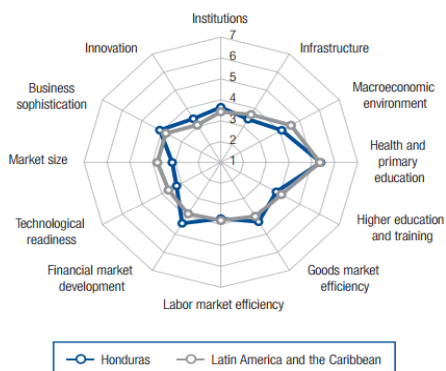 Institutions
7
6
5
4
3
2
1
Infrastructure
Macroeconomic
environment
Health and
primary
education
Higher education
and training
Goods market
efficiency
Labor market efficiency
Financial market
development
Technological
readiness
Market size
Business
sophistication
Innovation
Honduras
Latin America and the Caribbean